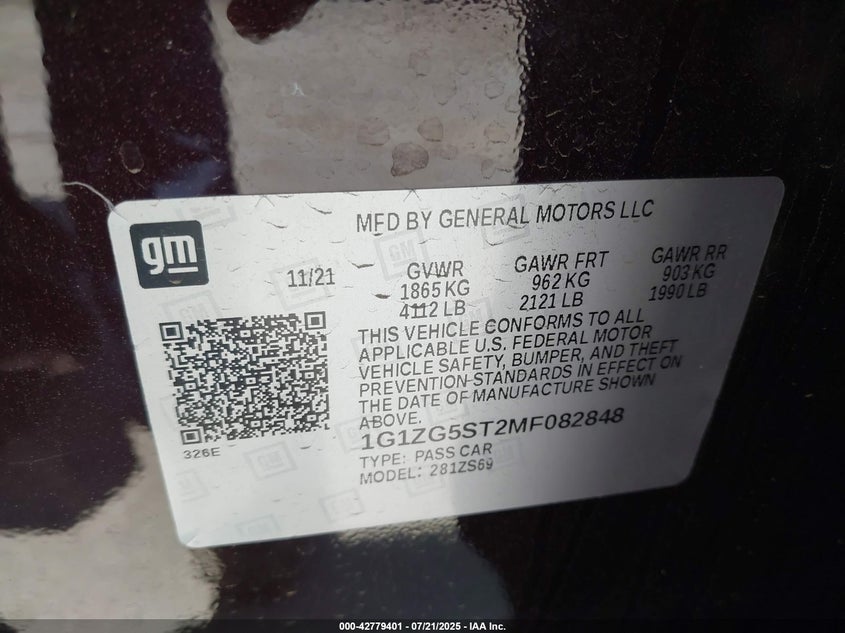 gm
MFD BY GENERAL MOTORS LLC
11/21
GVWR
1865 KG
4112 LB
GAWR FRT
962 KG
2121 LB
GAWR RR
903 KG
1990 LB
THIS VEHICLE CONFORMS TO ALL
APPLICABLE U.S. FEDERAL MOTOR
VEHICLE SAFETY, BUMPER, AND THEFT
PREVENTION STANDARDS IN EFFECT ON
THE DATE OF MANUFACTURE SHOWN
ABOVE.
1G1ZG5ST2MF082848
TYPE: PASS CAR
MODEL: 281ZS69
326E
000-42779401 - 07/21/2025 - IAA Inc.